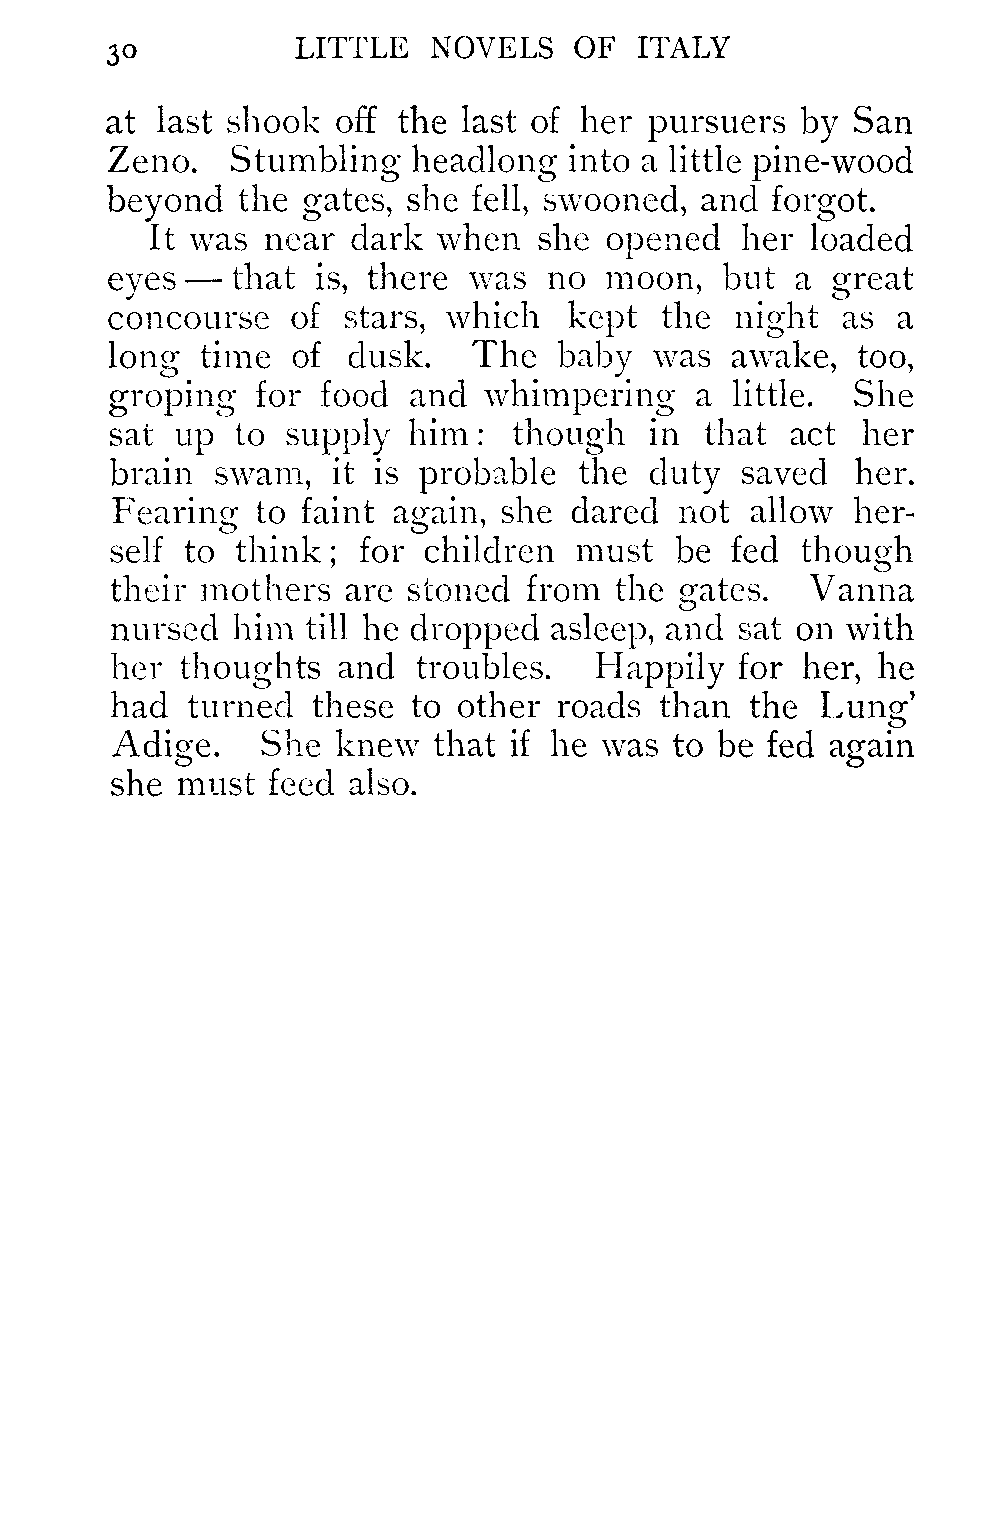 30 LITTLE NOVELS OF ITALY
at last shook off the last of her pursuers by San
Zeno. Stumbling headlong into a little pine-wood
beyond the gates, she fell, swooned, and forgot.
It was near dark when she opened her loaded
eyes — that is, there was no moon, but a great
concourse of stars, which kept the night as a
long time of dusk. The baby was awake, too,
groping for food and whimpering a little. She
sat up to supply him: though in that act her
brain swam, it is probable the duty saved her.
Fearing to faint again, she dared not allow her-
self to think; for children must be fed though
their mothers are stoned from the gates. Vanna
nursed him till he dropped asleep, and sat on with
her thoughts and troubles. Happily for her, he
had turned these to other roads than the Lung'
Adige. She knew that if he was to be fed again
she must feed also.